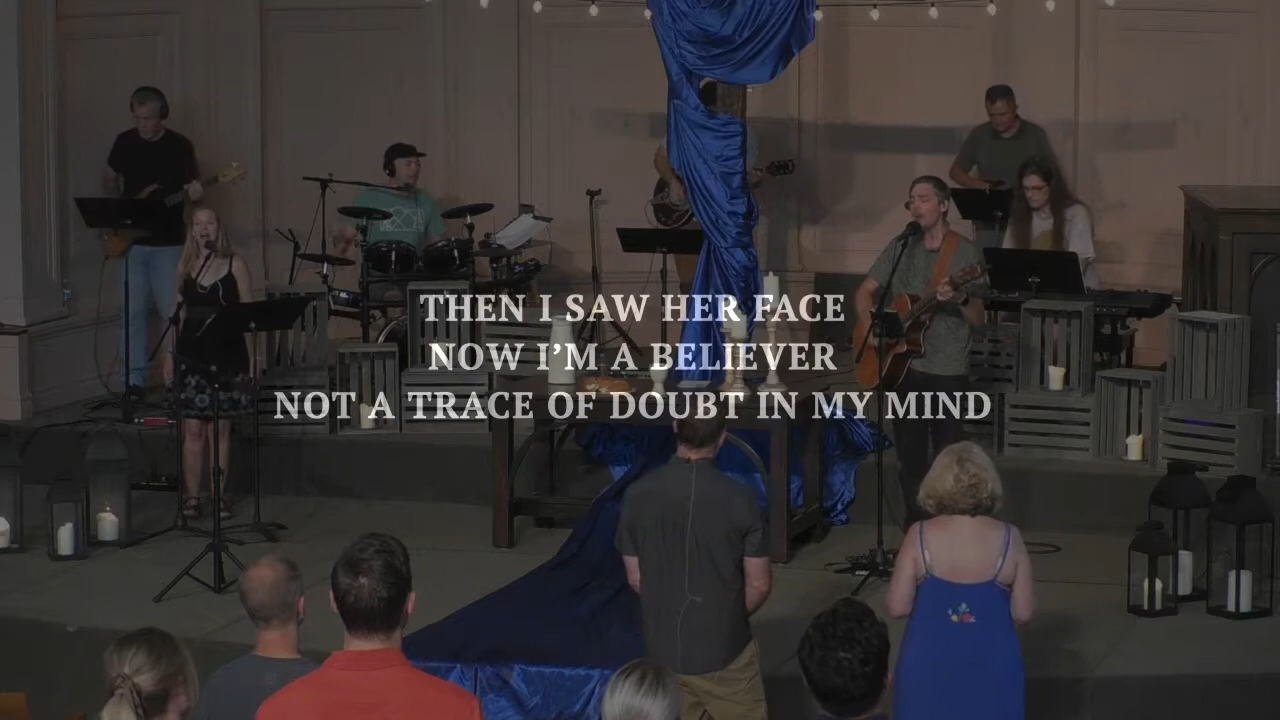 THEN I SAW HER FACE
NOW I’M A BELIEVER
NOT A TRACE OF DOUBT IN MY MIND